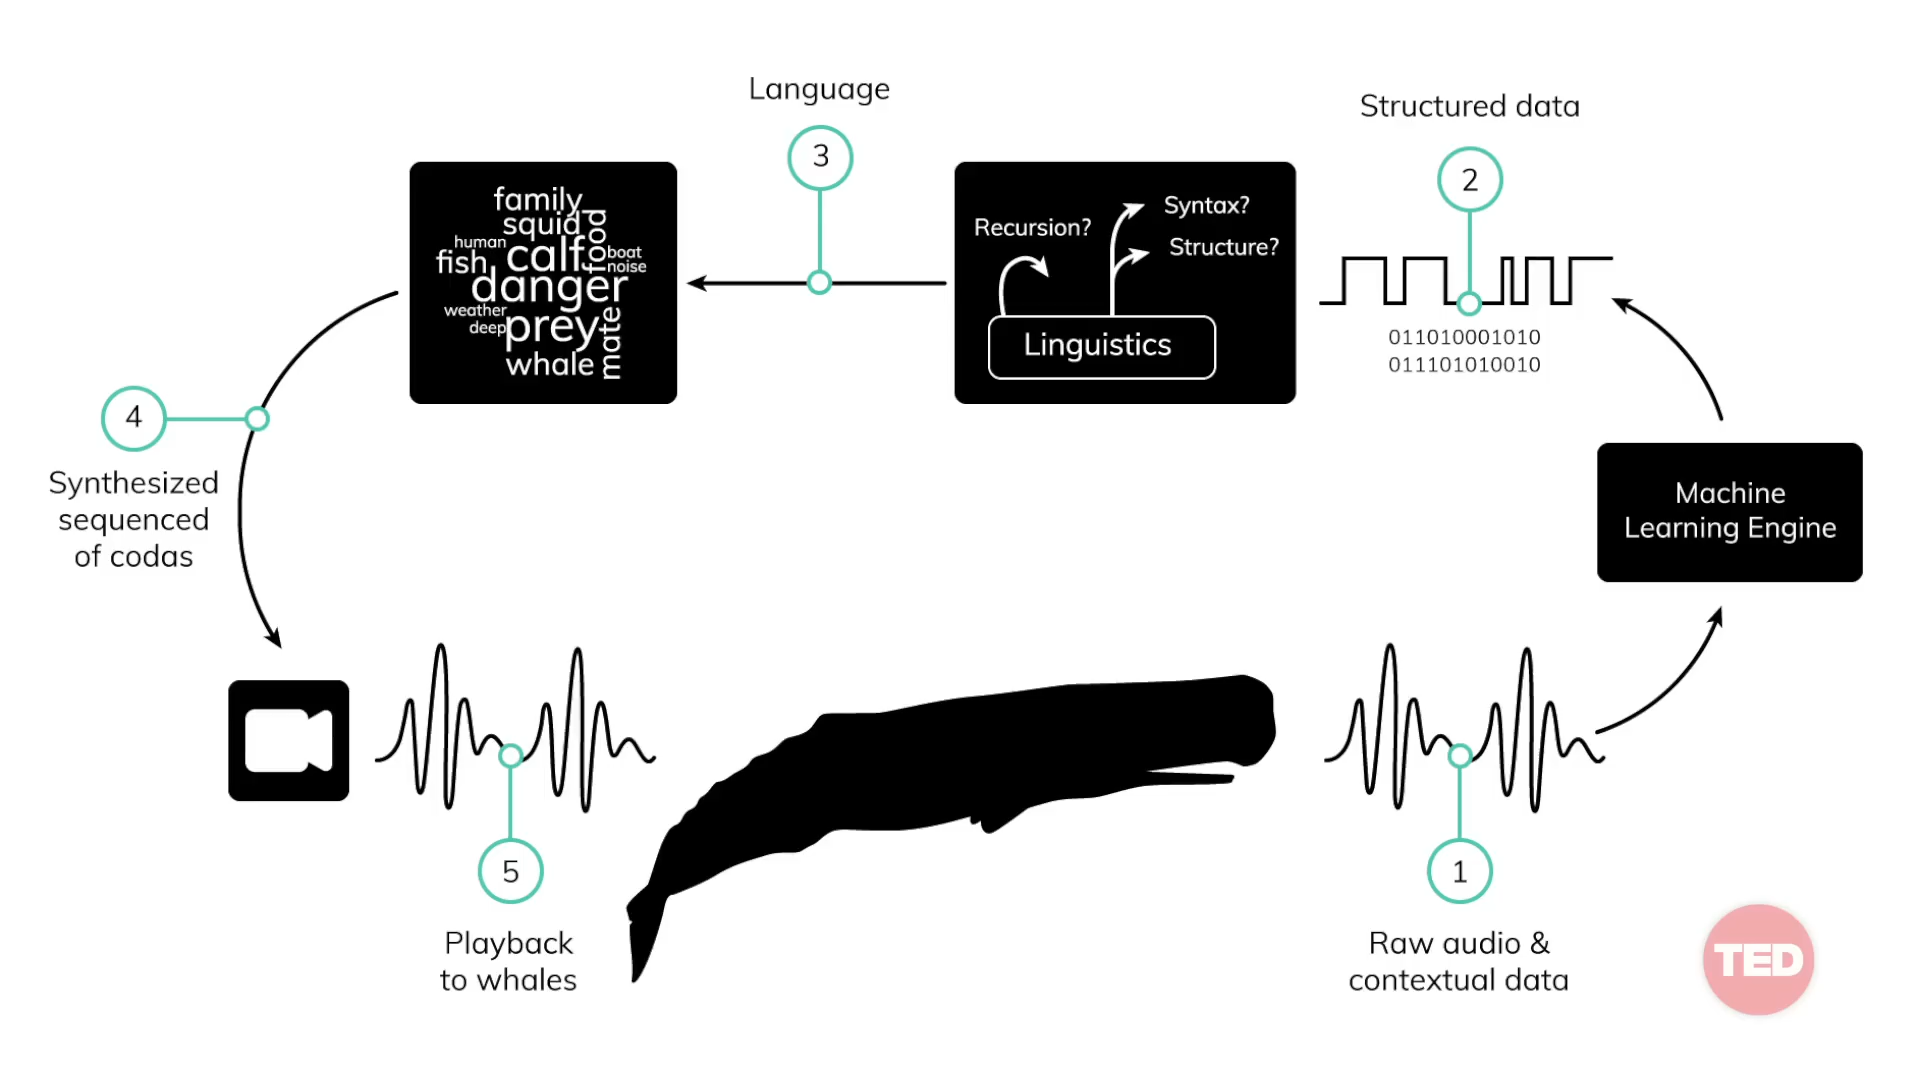 Language
3
Structured data
2
family
squid
food
human
calf
boat
noise
fish
danger
weather
deep
prey
mate
whale
Recursion?
Syntax?
Structure?
Linguistics
011010001010
011101010010
4
Synthesized
sequenced
of codas
Machine
Learning Engine
5
Playback
to whales
1
Raw audio &
contextual data
TED